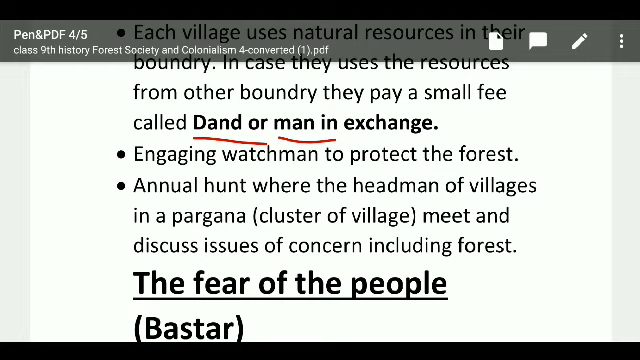 Pen&PDF 4/5
class 9th history Forest Society and Colonialism 4-converted (1).pdf
• Each village uses natural resources in their
boundry. In case they uses the resources
from other boundry they pay a small fee
called Dand or man in exchange.
• Engaging watchman to protect the forest.
• Annual hunt where the headman of villages
in a pargana (cluster of village) meet and
discuss issues of concern including forest.
The fear of the people
(Bastar)